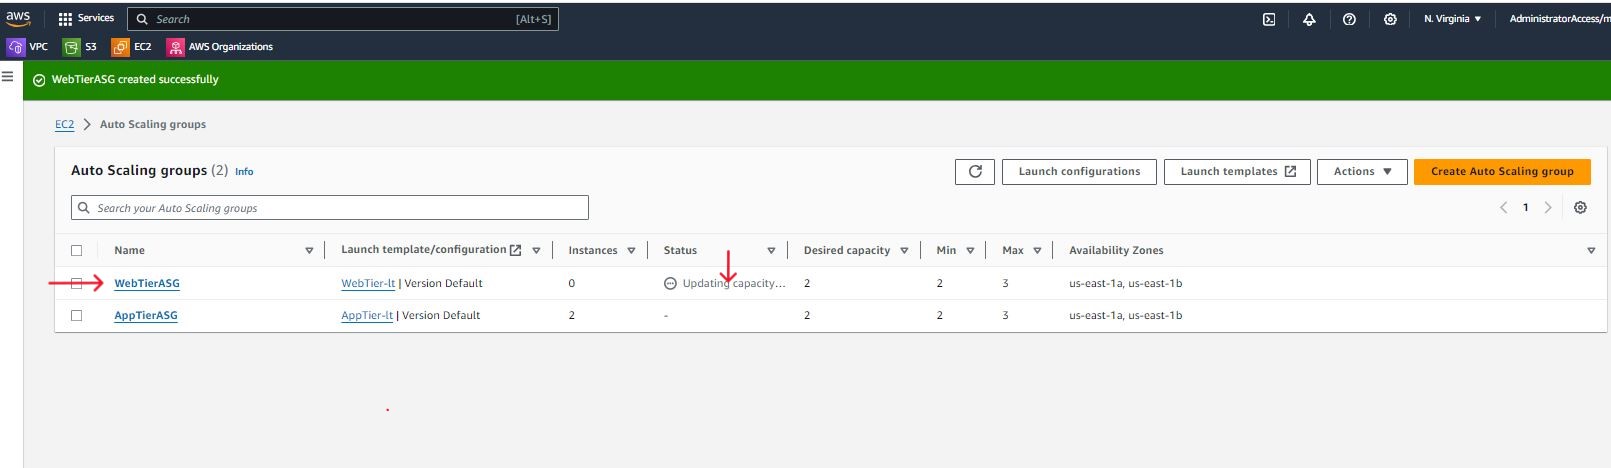 aws Services Search [Alt+S] N. Virginia AdministratorAccess/m
VPC S3 EC2 AWS Organizations
WebTierASG created successfully
EC2 Auto Scaling groups
Auto Scaling groups (2) Info Launch configurations Launch templates Actions Create Auto Scaling group
Search your Auto Scaling groups 1
Name Launch template/configuration Instances Status Desired capacity Min Max Availability Zones
WebTierASG WebTier-lt | Version Default 0 Updating capacity... 2 2 3 us-east-1a, us-east-1b
AppTierASG AppTier-lt | Version Default 2 - 2 2 3 us-east-1a, us-east-1b